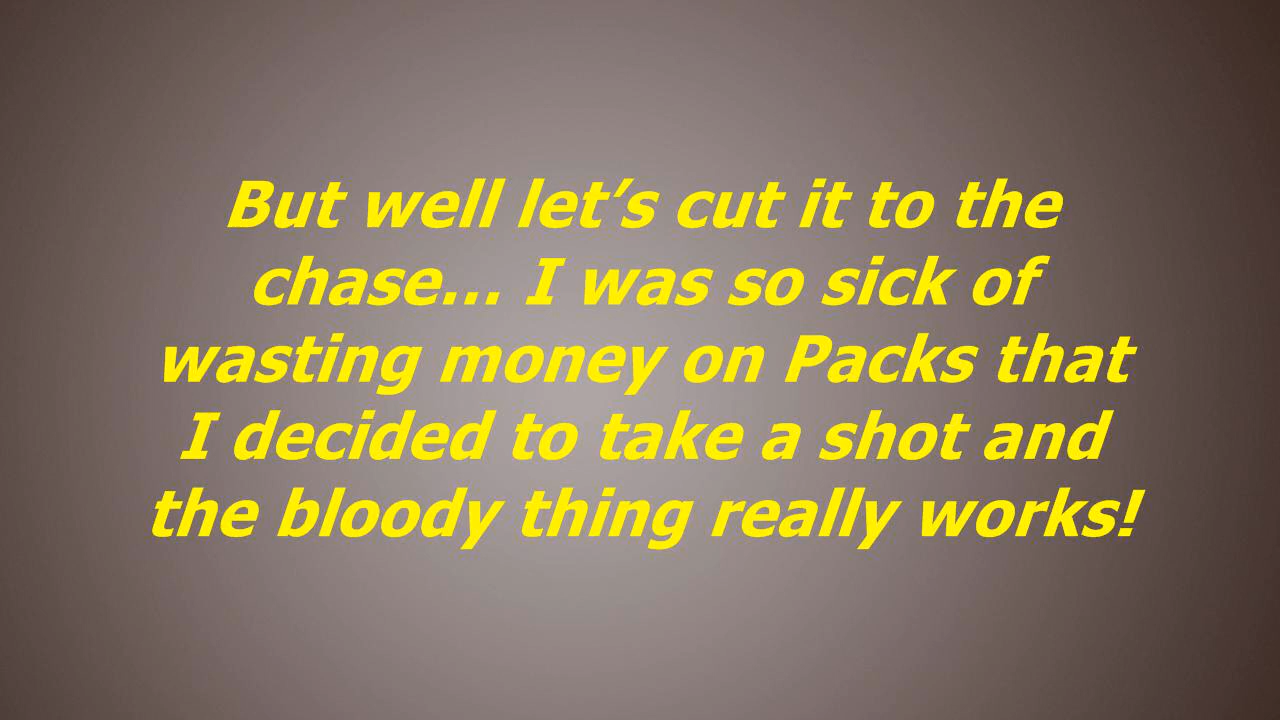 But well let’s cut it to the
chase... I was so sick of
wasting money on Packs that
I decided to take a shot and
the bloody thing really works!